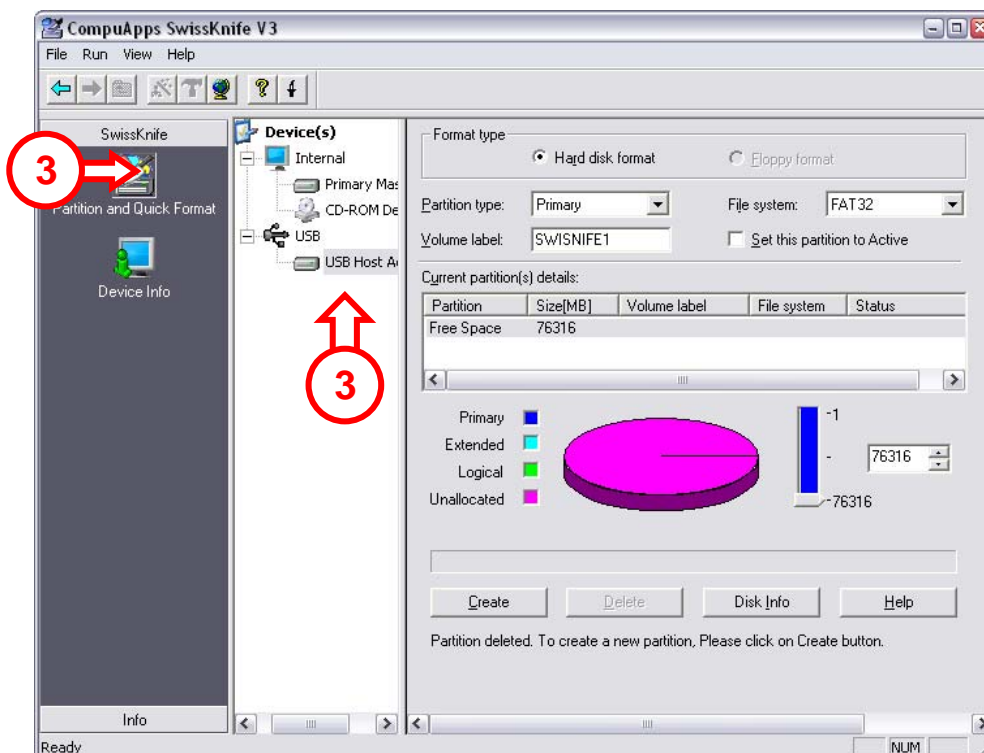 CompuApps SwissKnife V3
File Run View Help
SwissKnife
3
Partition and Quick Format
Device Info
Info
Device(s)
Internal
Primary Mas
CD-ROM De
USB
USB Host A
3
Format type
Hard disk format
Floppy format
Partition type: Primary File system: FAT32
Volume label: SWISNIFE1 Set this partition to Active
Current partition(s) details:
Partition Size[MB] Volume label File system Status
Free Space 76316
Primary
Extended
Logical
Unallocated
-1
-
-76316
76316
Create Delete Disk Info Help
Partition deleted. To create a new partition, Please click on Create button.
Ready NUM